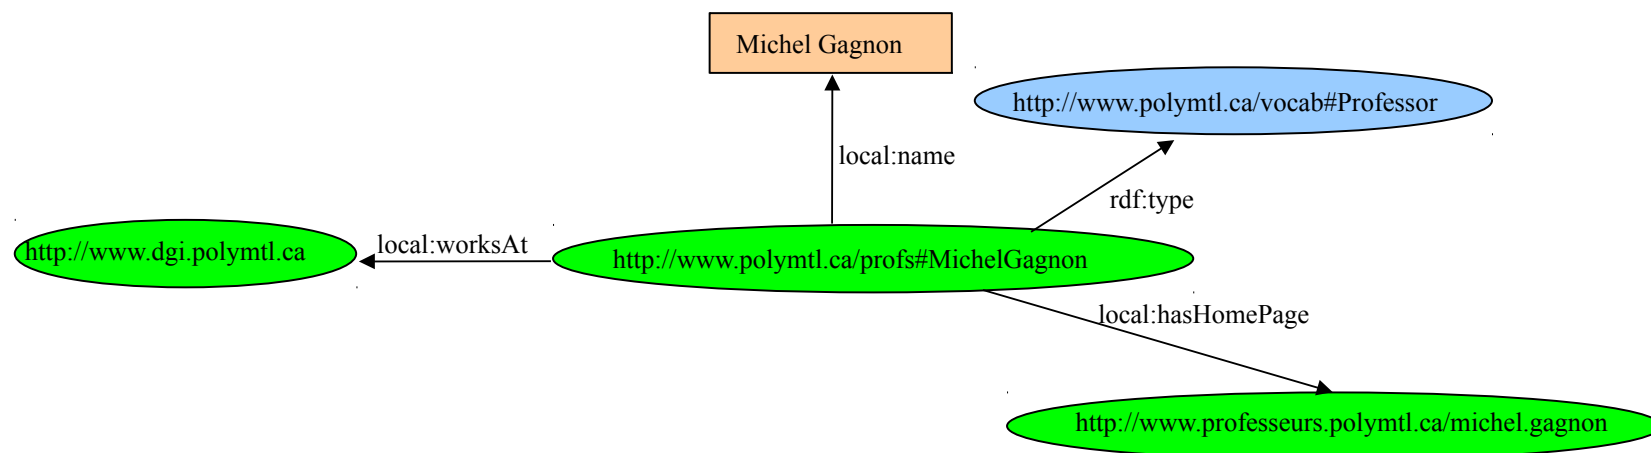 Michel Gagnon
http://www.polymtl.ca/vocab#Professor
local:name
rdf:type
http://www.dgi.polymtl.ca
local:worksAt
http://www.polymtl.ca/profs#MichelGagnon
local:hasHomePage
http://www.professeurs.polymtl.ca/michel.gagnon